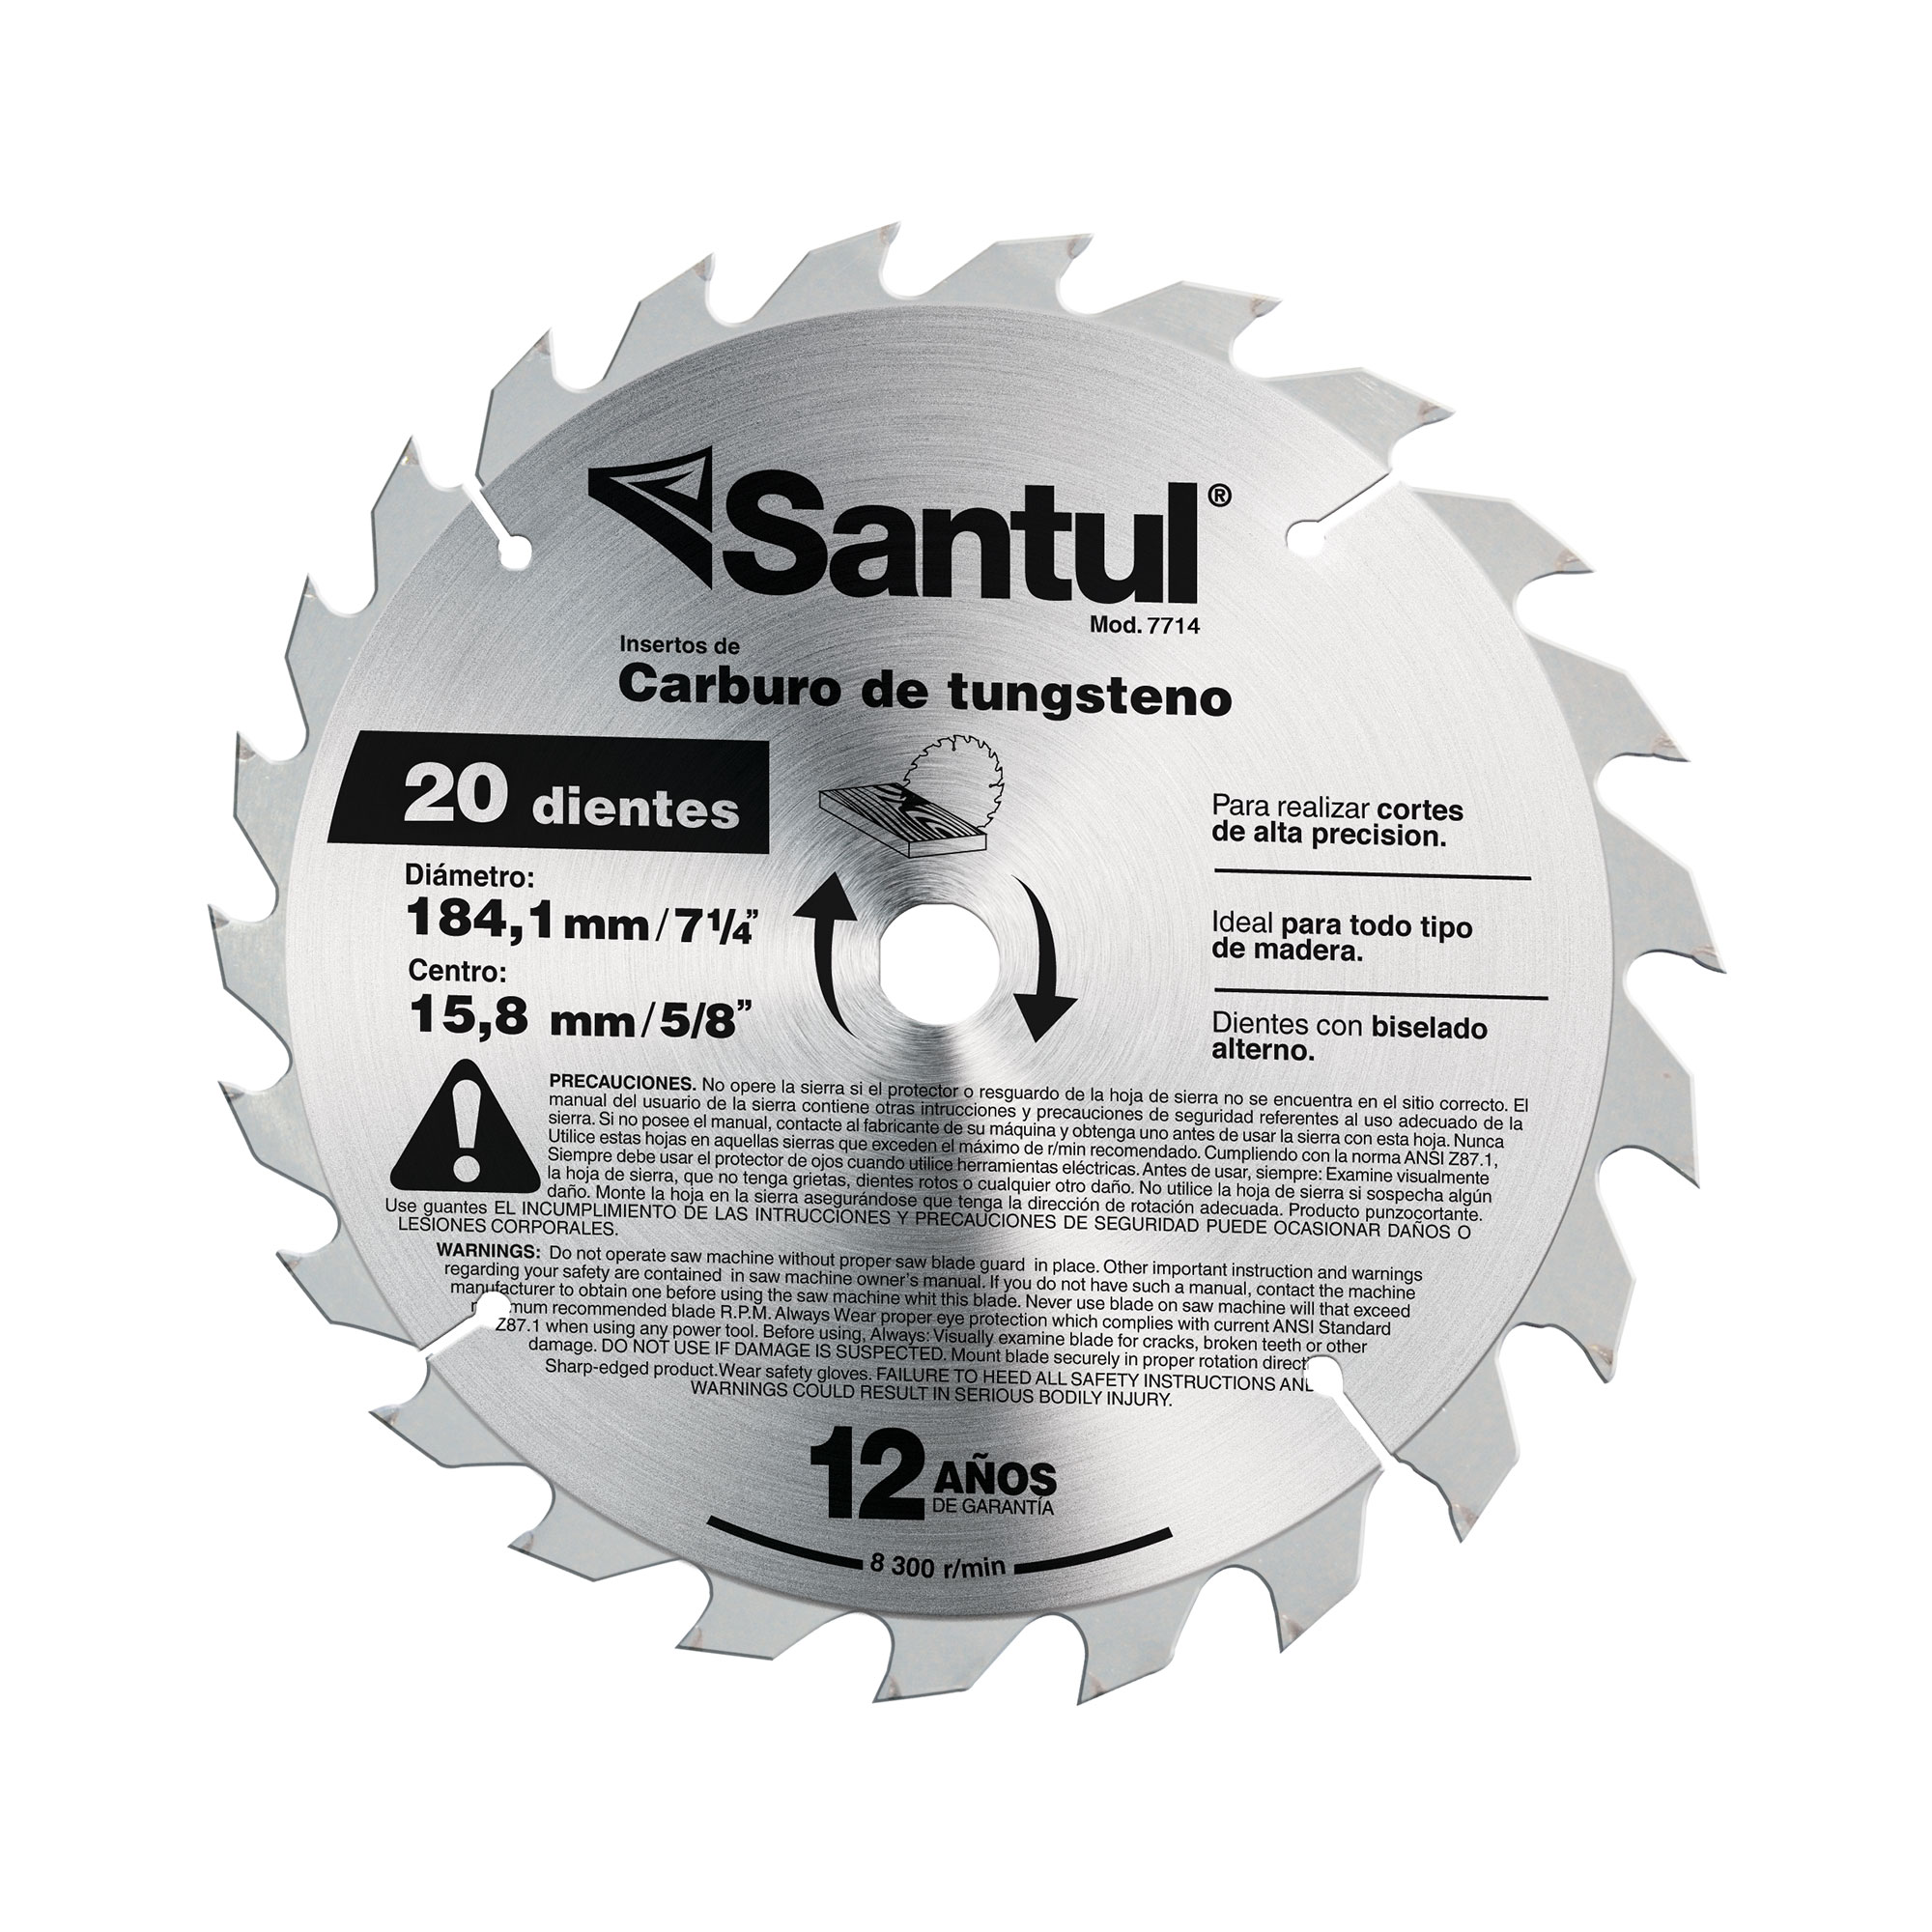 Santul®
Mod. 7714
Insertos de
Carburo de tungsteno
20 dientes
Diámetro:
184,1 mm/7 1/4”
Centro:
15,8 mm/5/8”
Para realizar cortes
de alta precision.
Ideal para todo tipo
de madera.
Dientes con biselado
alterno.
PRECAUCIONES. No opere la sierra si el protector o resguardo de la hoja de sierra no se encuentra en el sitio correcto. El
manual del usuario de la sierra contiene otras intrucciones y precauciones de seguridad referentes al uso adecuado de la
sierra. Si no posee el manual, contacte al fabricante de su máquina y obtenga uno antes de usar la sierra con esta hoja. Nunca
Utilice estas hojas en aquellas sierras que exceden el máximo de r/min recomendado. Cumpliendo con la norma ANSI Z87.1,
Siempre debe usar el protector de ojos cuando utilice herramientas eléctricas. Antes de usar, siempre: Examine visualmente
la hoja de sierra, que no tenga grietas, dientes rotos o cualquier otro daño. No utilice la hoja de sierra si sospecha algún
daño. Monte la hoja en la sierra asegurándose que tenga la dirección de rotación adecuada. Producto punzocortante.
Use guantes EL INCUMPLIMIENTO DE LAS INTRUCCIONES Y PRECAUCIONES DE SEGURIDAD PUEDE OCASIONAR DAÑOS O
LESIONES CORPORALES.
WARNINGS: Do not operate saw machine without proper saw blade guard in place. Other important instruction and warnings
regarding your safety are contained in saw machine owner's manual. If you do not have such a manual, contact the machine
manufacturer to obtain one before using the saw machine whit this blade. Never use blade on saw machine will that exceed
recommended blade R.P.M. Always Wear proper eye protection which complies with current ANSI Standard
Z87.1 when using any power tool. Before using, Always: Visually examine blade for cracks, broken teeth or other
damage. DO NOT USE IF DAMAGE IS SUSPECTED. Mount blade securely in proper rotation
Sharp-edged product.Wear safety gloves. FAILURE TO HEED ALL SAFETY INSTRUCTIONS AND
WARNINGS COULD RESULT IN SERIOUS BODILY INJURY.
12 AÑOS
DE GARANTÍA
8 300 r/min